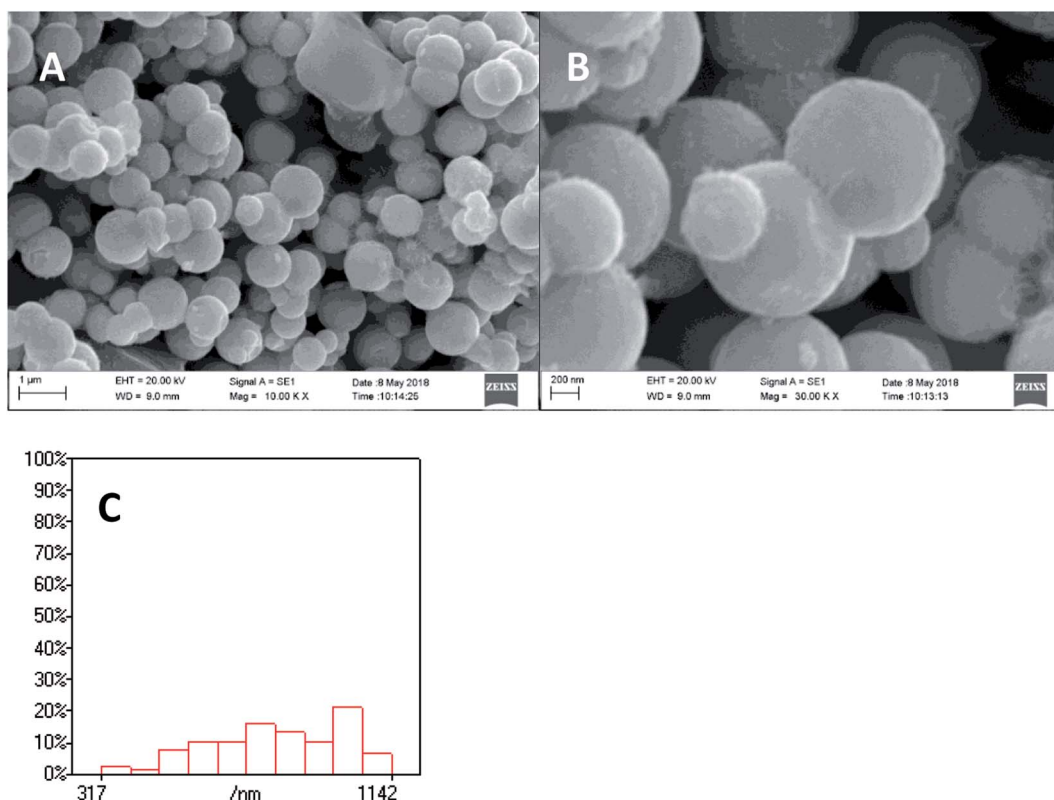 A
B
1 µm
EHT = 20.00 kV
Signal A = SE1
Date :8 May 2018
WD = 9.0 mm
Mag = 10.00 K X
Time :10:14:25
ZEISS
200 nm
EHT = 20.00 kV
Signal A = SE1
Date :8 May 2018
WD = 9.0 mm
Mag = 30.00 K X
Time :10:13:13
ZEISS
C
100%
90%
80%
70%
60%
50%
40%
30%
20%
10%
0%
317 /nm 1142